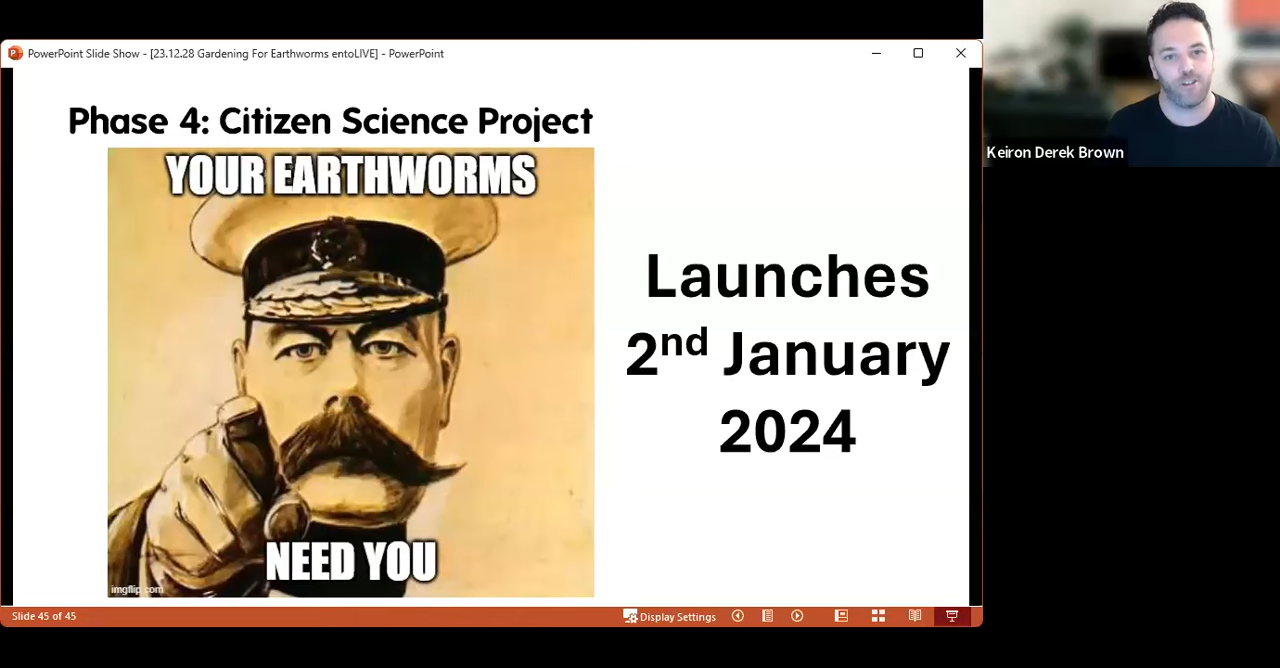 PowerPoint Slide Show - [23.12.28 Gardening For Earthworms entoLIVE] - PowerPoint
Phase 4: Citizen Science Project
YOUR EARTHWORMS
NEED YOU
imgflip.com
Launches
2nd January
2024
Keiron Derek Brown
Slide 45 of 45
Display Settings